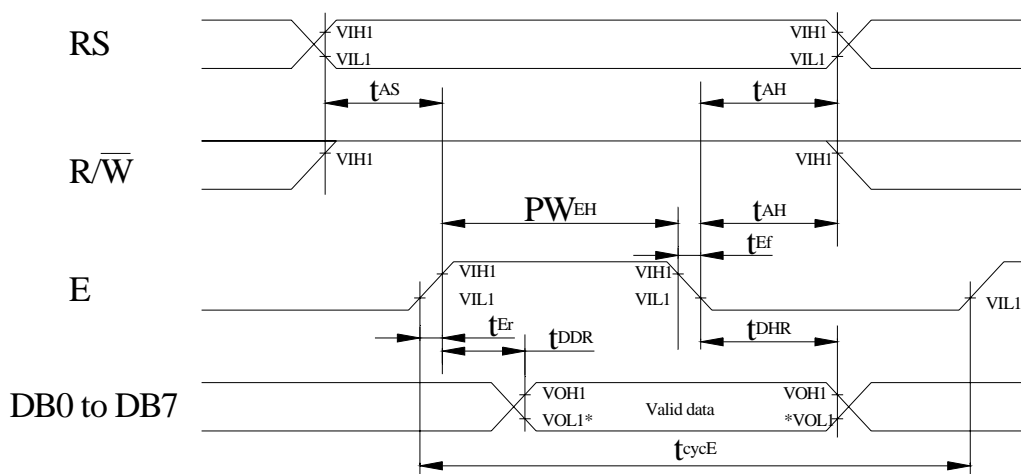 RS
VIH1
VIL1
VIH1
VIL1
tAS
tAH
R/W̅
VIH1
VIH1
PWEH
tAH
tEf
E
VIH1
VIL1
VIH1
VIL1
VIL1
tEr
tDDR
tDHR
DB0 to DB7
VOH1
VOL1*
Valid data
VOH1
*VOL1
tcycE